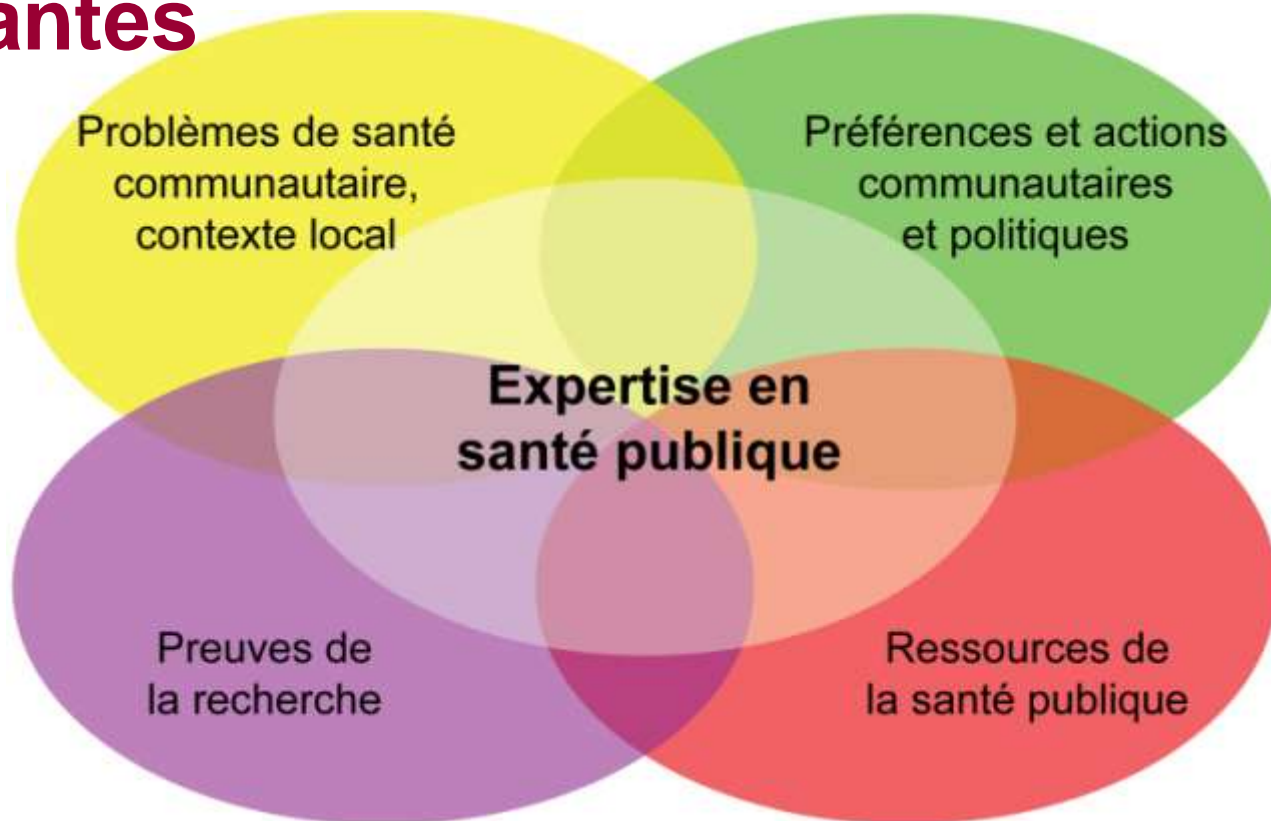 antes
Problèmes de santé
communautaire,
contexte local
Préférences et actions
communautaires
et politiques
Expertise en
santé publique
Preuves de
la recherche
Ressources de
la santé publique